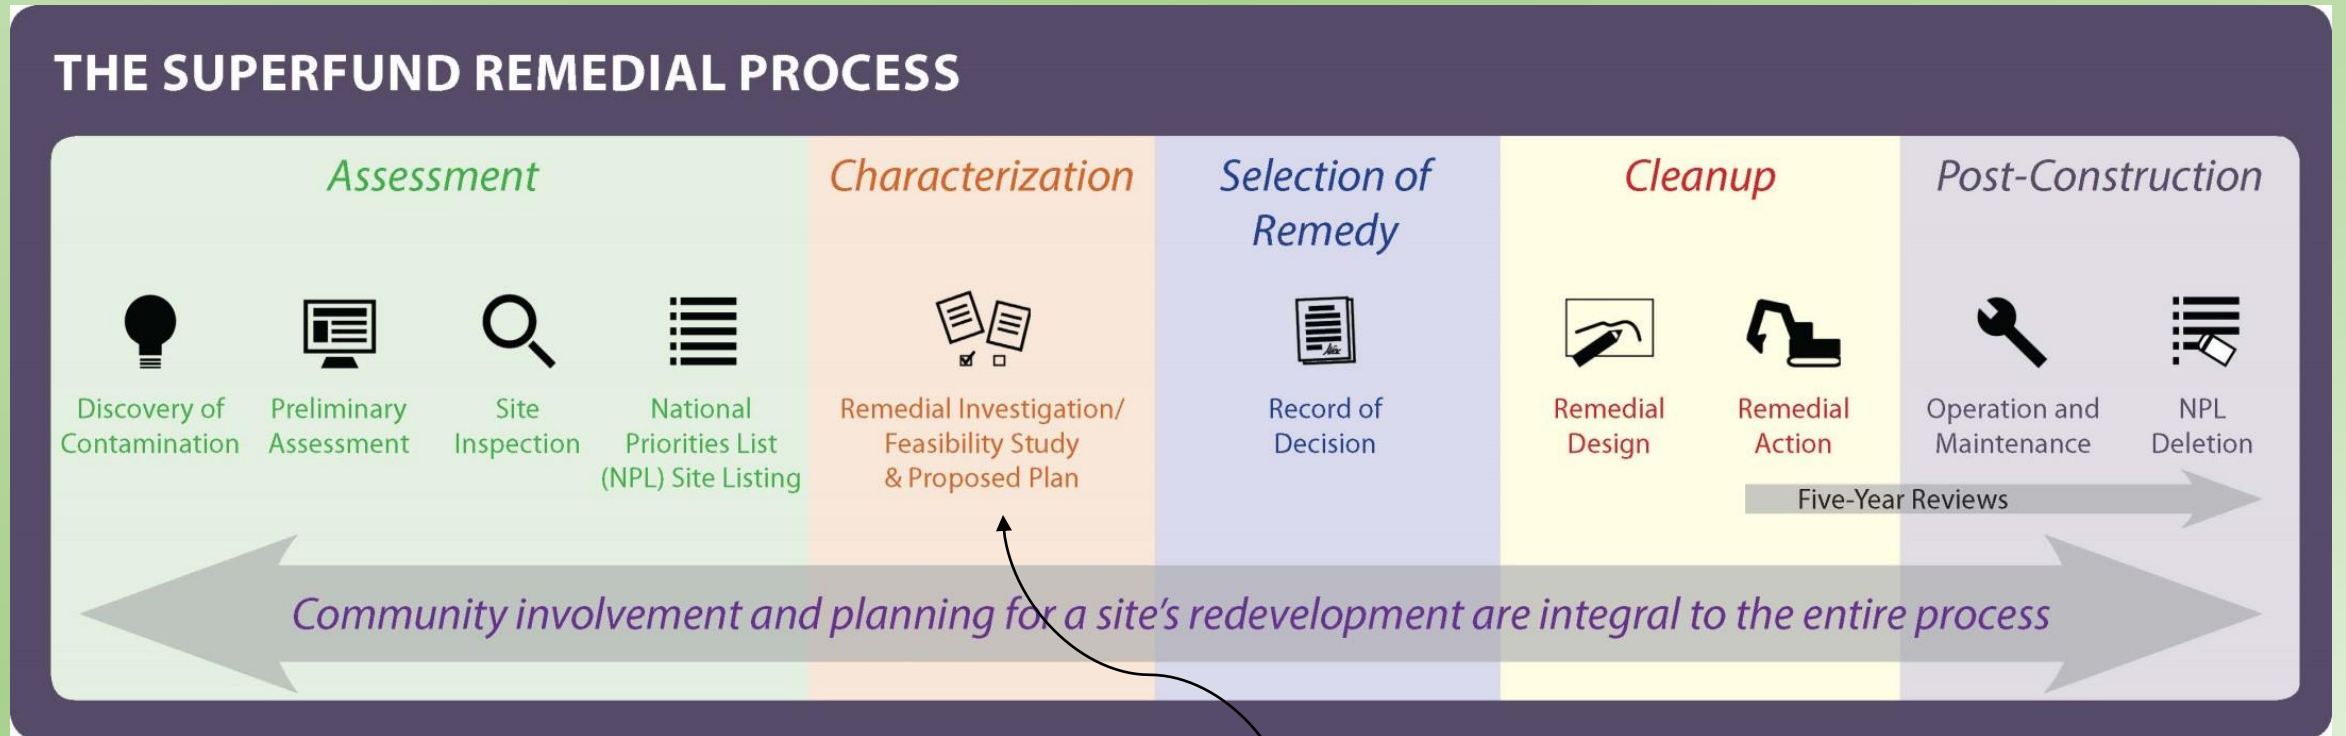 THE SUPERFUND REMEDIAL PROCESS
Assessment
Characterization
Selection of
Remedy
Cleanup
Post-Construction
Discovery of
Contamination
Preliminary
Assessment
Site
Inspection
National
Priorities List
(NPL) Site Listing
Remedial Investigation/
Feasibility Study
& Proposed Plan
Record of
Decision
Remedial
Design
Remedial
Action
Operation and
Maintenance
NPL
Deletion
Five-Year Reviews
Community involvement and planning for a site's redevelopment are integral to the entire process